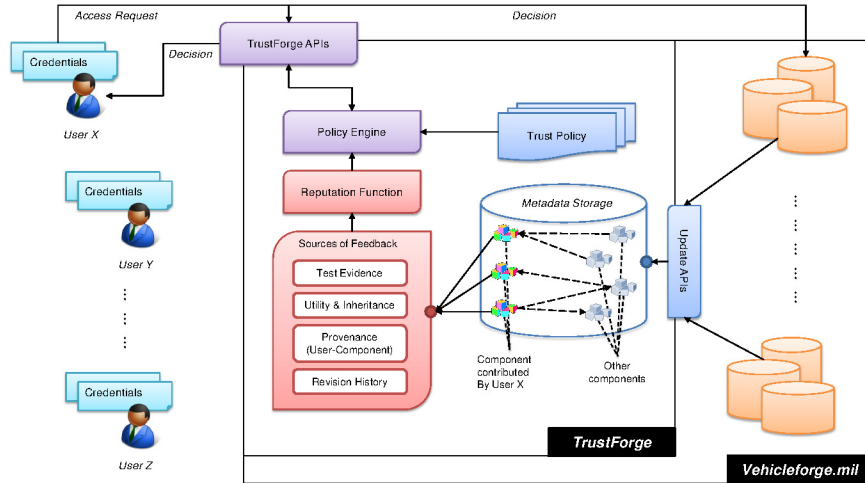 Access Request
Decision
Credentials
Decision
TrustForge APIs
User X
Policy Engine
Trust Policy
Credentials
Reputation Function
Metadata Storage
User Y
Sources of Feedback
Test Evidence
Utility & Inheritance
Provenance
(User-Component)
Revision History
Update APIs
Component
contributed
By User X
Other
components
Credentials
User Z
TrustForge
Vehicleforge.mil